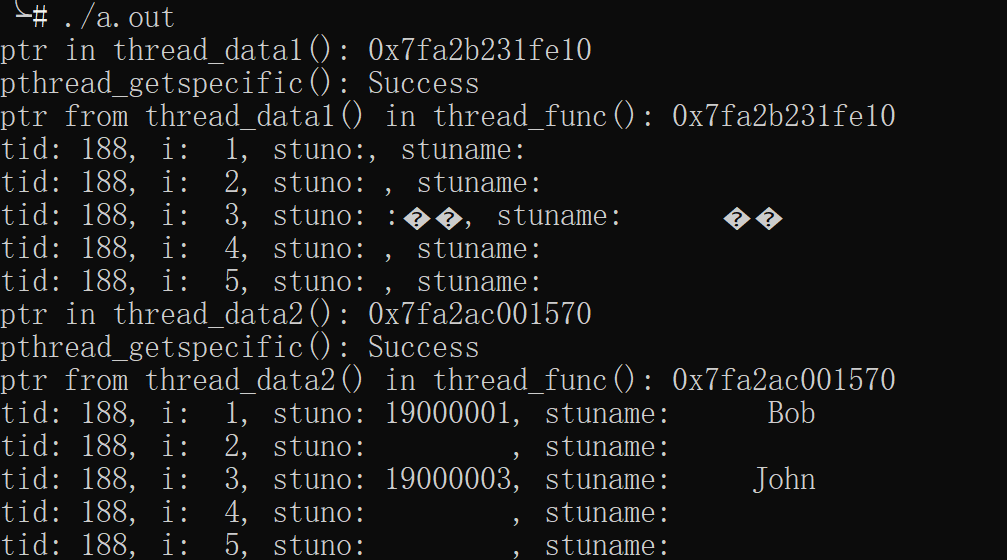 # ./a.out
ptr in thread_data1(): 0x7fa2b231fe10
pthread_getspecific(): Success
ptr from thread_data1() in thread_func(): 0x7fa2b231fe10
tid: 188, i:  1, stuno:, stuname:
tid: 188, i:  2, stuno: , stuname:
tid: 188, i:  3, stuno: :��, stuname:      ��
tid: 188, i:  4, stuno: , stuname:
tid: 188, i:  5, stuno: , stuname:
ptr in thread_data2(): 0x7fa2ac001570
pthread_getspecific(): Success
ptr from thread_data2() in thread_func(): 0x7fa2ac001570
tid: 188, i:  1, stuno: 19000001, stuname:      Bob
tid: 188, i:  2, stuno:         , stuname:
tid: 188, i:  3, stuno: 19000003, stuname:     John
tid: 188, i:  4, stuno:         , stuname:
tid: 188, i:  5, stuno:         , stuname: